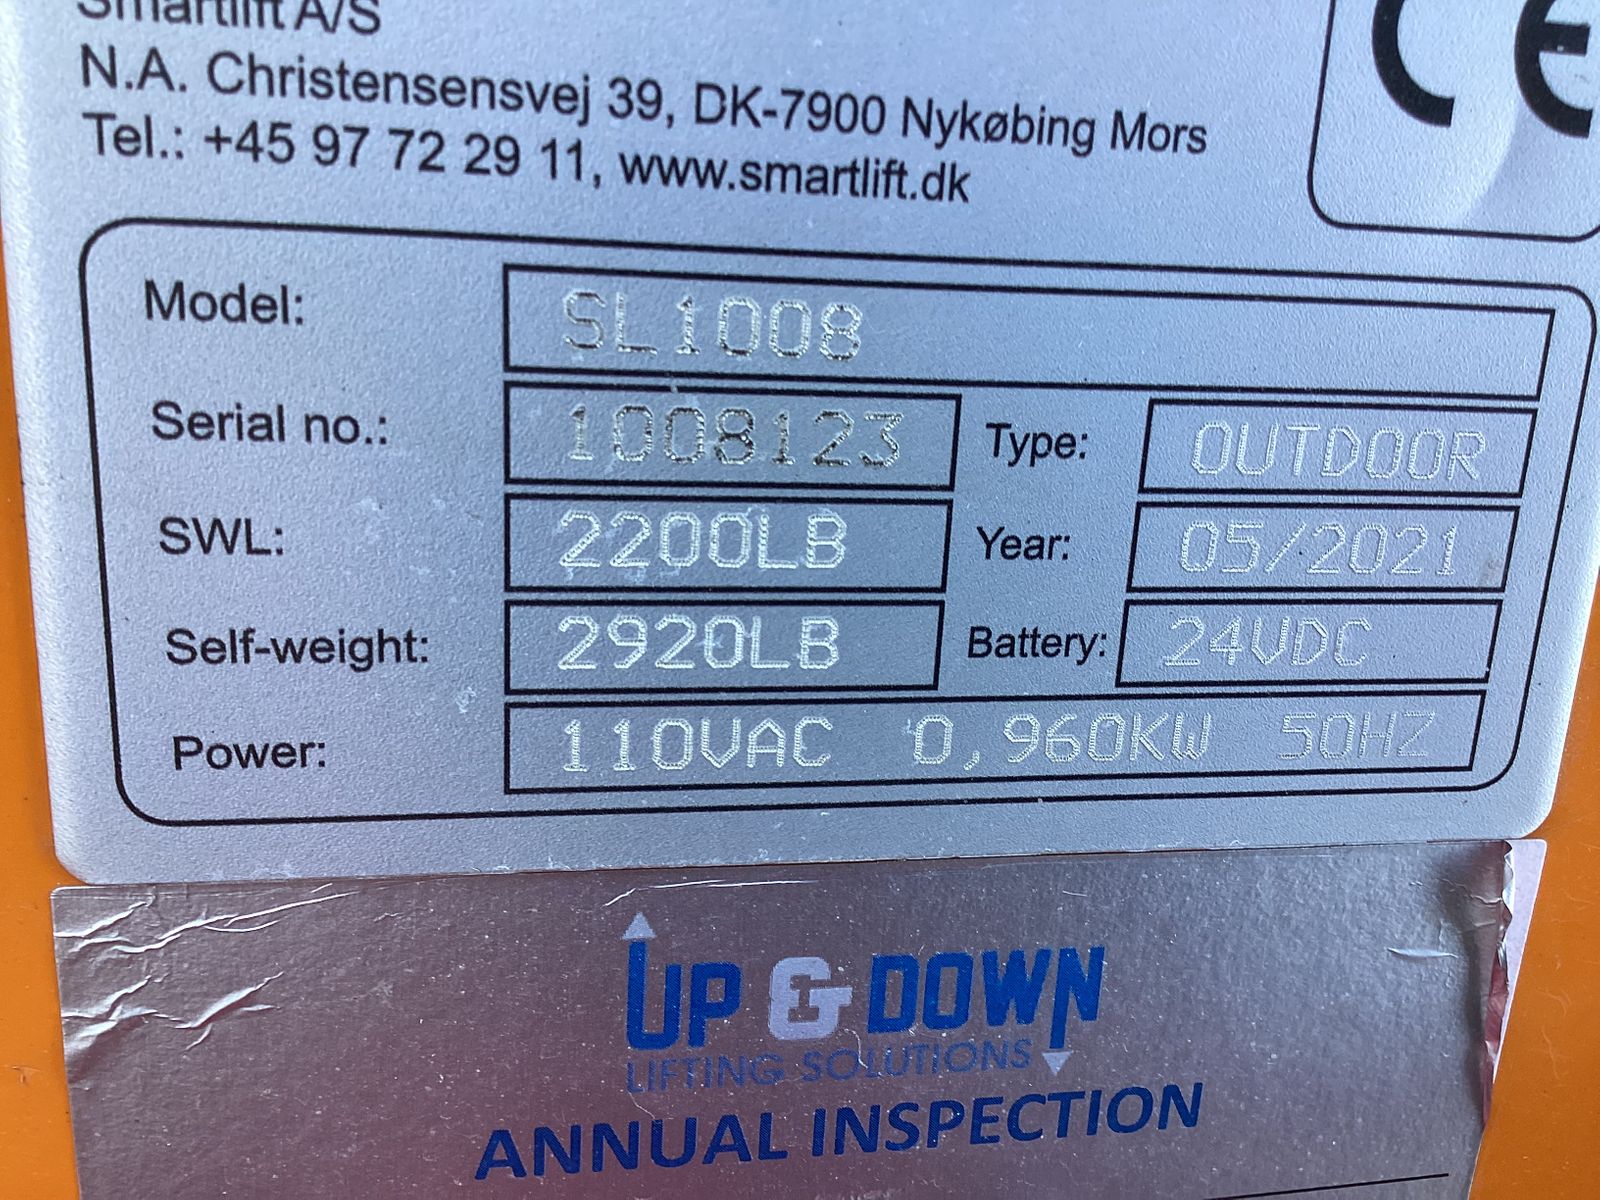 Smartlift A/S
N.A. Christensensvej 39, DK-7900 Nykøbing Mors
Tel.: +45 97 72 29 11, www.smartlift.dk
CE
Model: SL1008
Serial no.: 1008123 Type: OUTDOOR
SWL: 2200LB Year: 05/2021
Self-weight: 2920LB Battery: 24VDC
Power: 110VAC 0,960KW 50HZ
UP & DOWN
LIFTING SOLUTIONS
ANNUAL INSPECTION